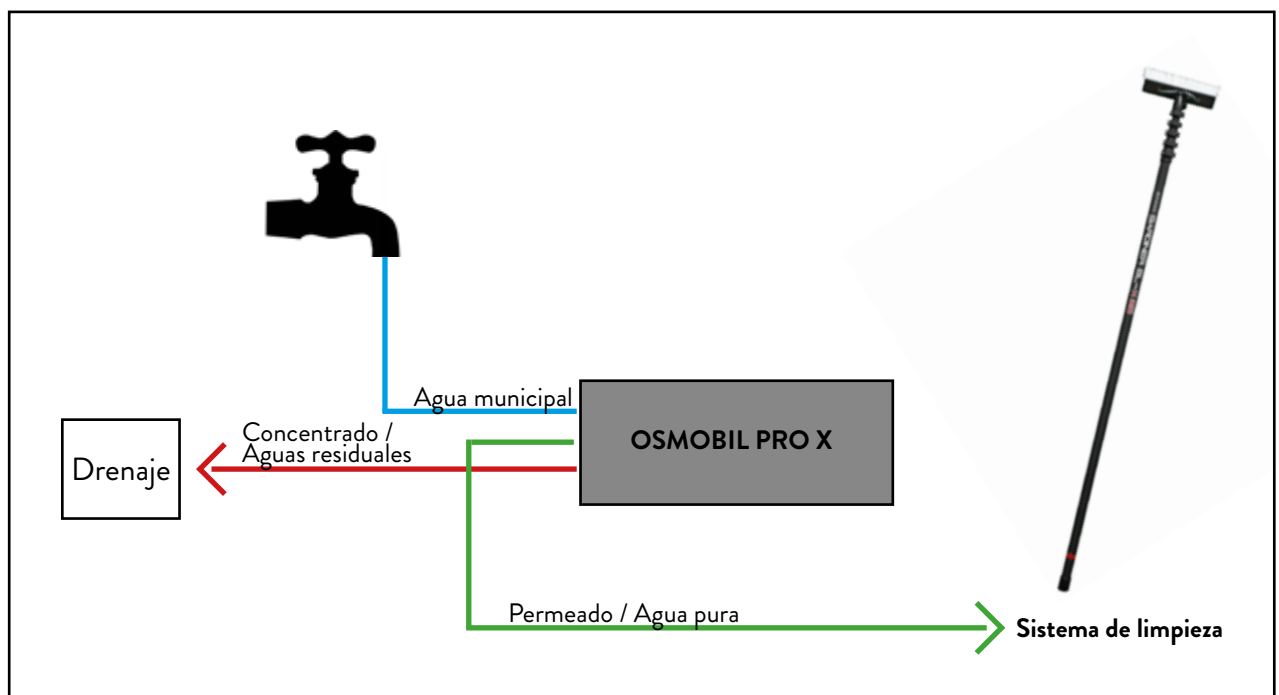 Agua municipal
OSMOBIL PRO X
Concentrado /
Aguas residuales
Drenaje
Permeado / Agua pura
Sistema de limpieza